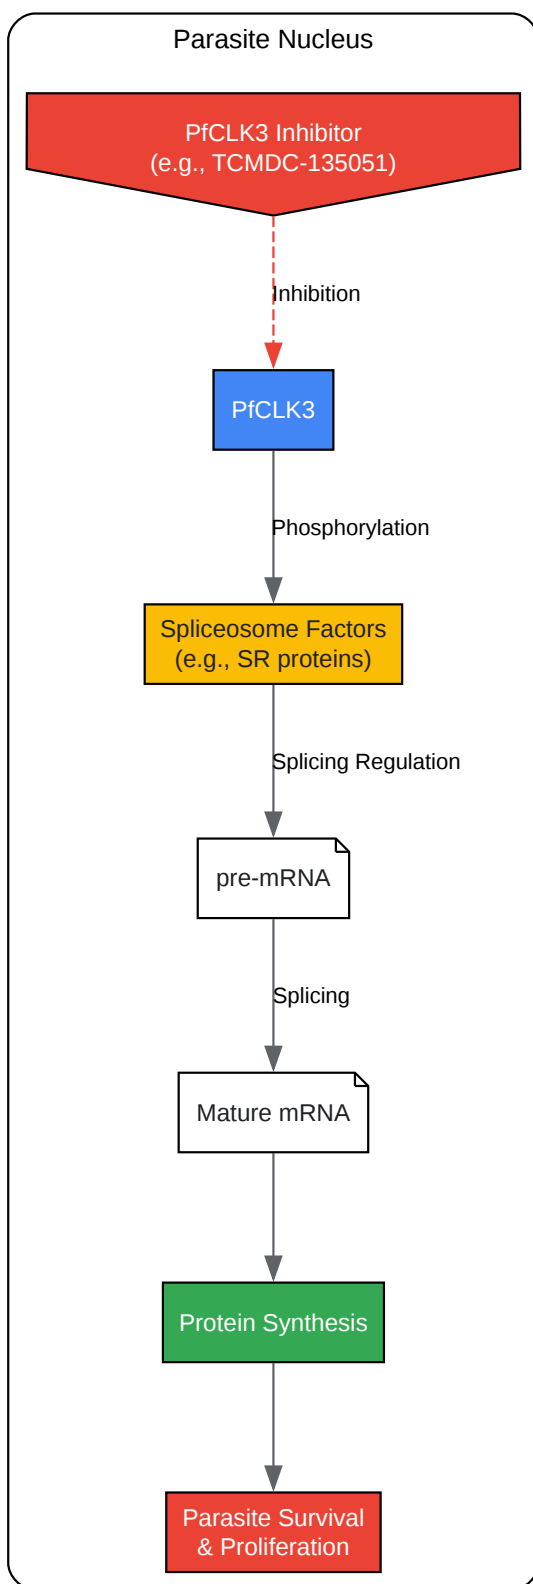 Parasite Nucleus
PfCLK3 Inhibitor
(e.g., TCMDC-135051)
Inhibition
PfCLK3
Phosphorylation
Spliceosome Factors
(e.g., SR proteins)
Splicing Regulation
pre-mRNA
Splicing
Mature mRNA
Protein Synthesis
Parasite Survival
& Proliferation